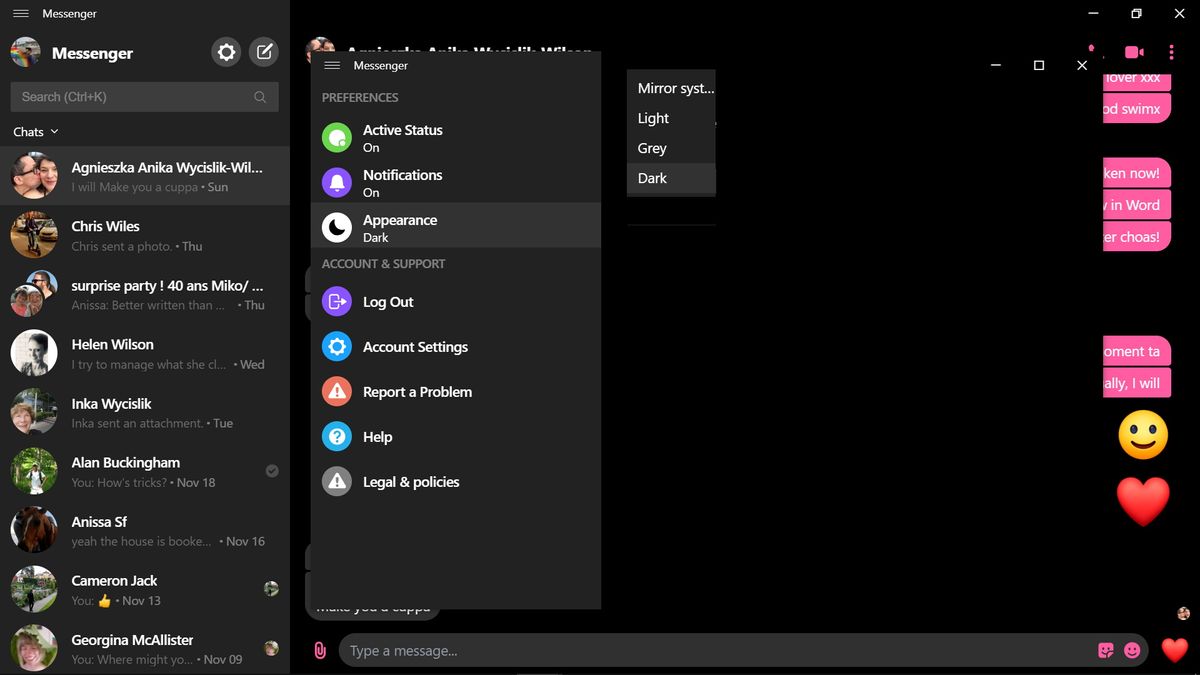 Messenger
Messenger
Search (Ctrl+K)
Chats
Agnieszka Anika Wycislik-Wil...
I will Make you a cuppa • Sun
Chris Wiles
Chris sent a photo. • Thu
surprise party ! 40 ans Miko/ ...
Anissa: Better written than ... • Thu
Helen Wilson
I try to manage what she cl... • Wed
Inka Wycislik
Inka sent an attachment. • Tue
Alan Buckingham
You: How's tricks? • Nov 18
Anissa Sf
yeah the house is booke... • Nov 16
Cameron Jack
You: 👍 • Nov 13
Georgina McAllister
You: Where might yo... • Nov 09
Agnieszka Anika Wycislik-Wilson
Messenger
PREFERENCES
Active Status
On
Notifications
On
Appearance
Dark
ACCOUNT & SUPPORT
Log Out
Account Settings
Report a Problem
Help
Legal & policies
Mirror syst...
Light
Grey
Dark
lover xxx
od swimx
ken now!
in Word
er choas!
oment ta
ally, I will
Make you a cuppa
Type a message...